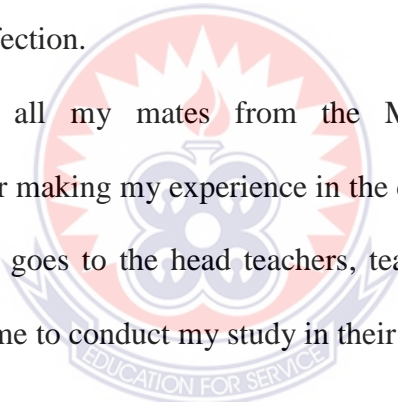 fection.
all my mates from the M
r making my experience in the
goes to the head teachers, tea
me to conduct my study in their
EDUCATION FOR SERVICE